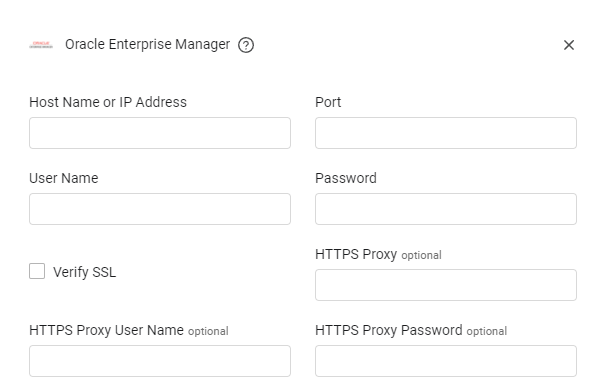 Oracle Enterprise Manager
Host Name or IP Address
Port
User Name
Password
Verify SSL
HTTPS Proxy optional
HTTPS Proxy User Name optional
HTTPS Proxy Password optional